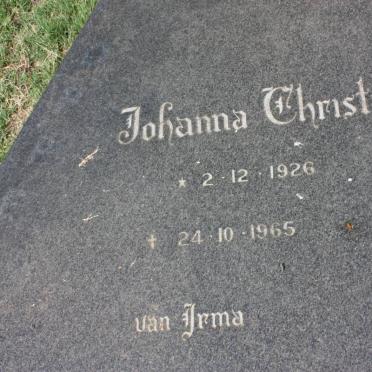 Johanna Christ
* 2·12·1926
✝ 24·10·1965
van Irma